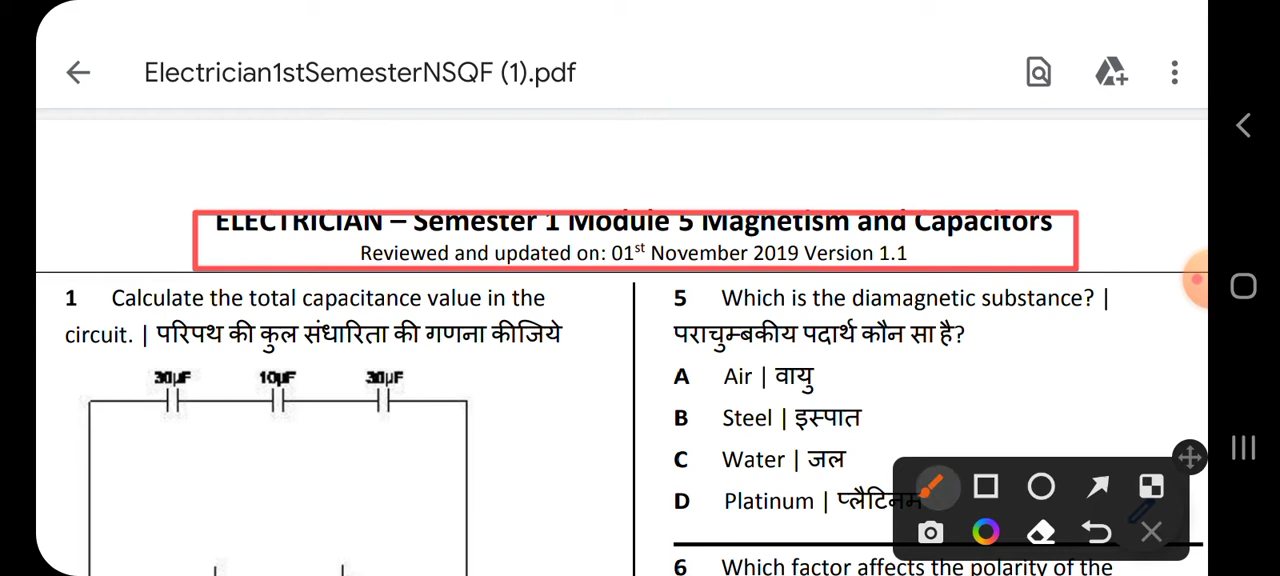 Electrician1stSemesterNSQF (1).pdf
ELECTRICIAN – Semester 1 Module 5 Magnetism and Capacitors
Reviewed and updated on: 01st November 2019 Version 1.1
1 Calculate the total capacitance value in the
circuit. | परिपथ की कुल संधारिता की गणना कीजिये
30µF 10µF 30µF
5 Which is the diamagnetic substance? |
पराचुम्बकीय पदार्थ कौन सा है?
A Air | वायु
B Steel | इस्पात
C Water | जल
D Platinum | प्लैटिनम
6 Which factor affects the polarity of the